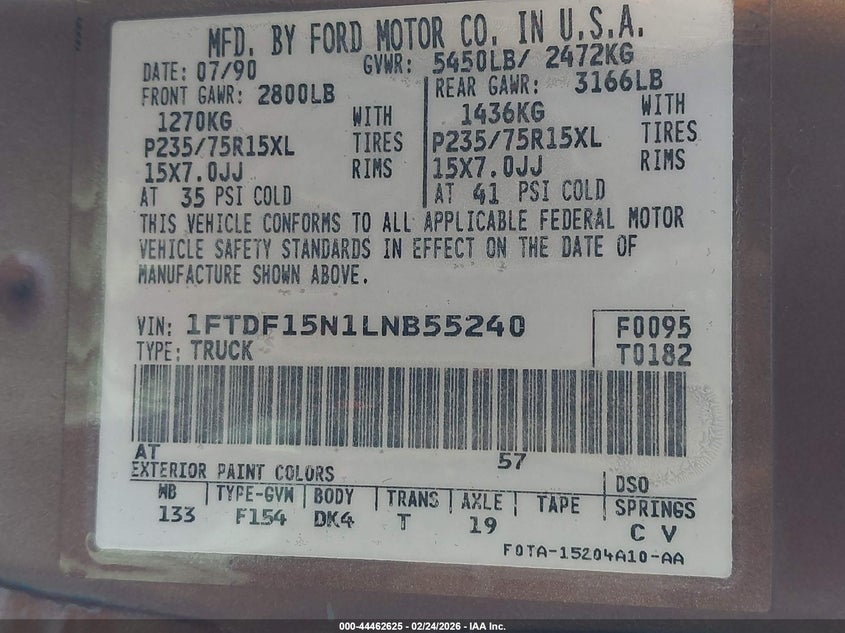 MFD. BY FORD MOTOR CO. IN U.S.A.
DATE: 07/90 GVWR: 5450LB/ 2472KG
FRONT GAWR: 2800LB REAR GAWR: 3166LB
1270KG WITH 1436KG WITH
P235/75R15XL TIRES P235/75R15XL TIRES
15X7.0JJ RIMS 15X7.0JJ RIMS
AT 35 PSI COLD AT 41 PSI COLD
THIS VEHICLE CONFORMS TO ALL APPLICABLE FEDERAL MOTOR
VEHICLE SAFETY STANDARDS IN EFFECT ON THE DATE OF
MANUFACTURE SHOWN ABOVE.
VIN: 1FTDF15N1LNB55240 F0095
TYPE: TRUCK T0182
AT 57
EXTERIOR PAINT COLORS DSO
WB TYPE-GVW BODY TRANS AXLE TAPE SPRINGS
133 F154 DK4 T 19 C V
F0TA-15204A10-AA
000-44462625 - 02/24/2026 - IAA Inc.